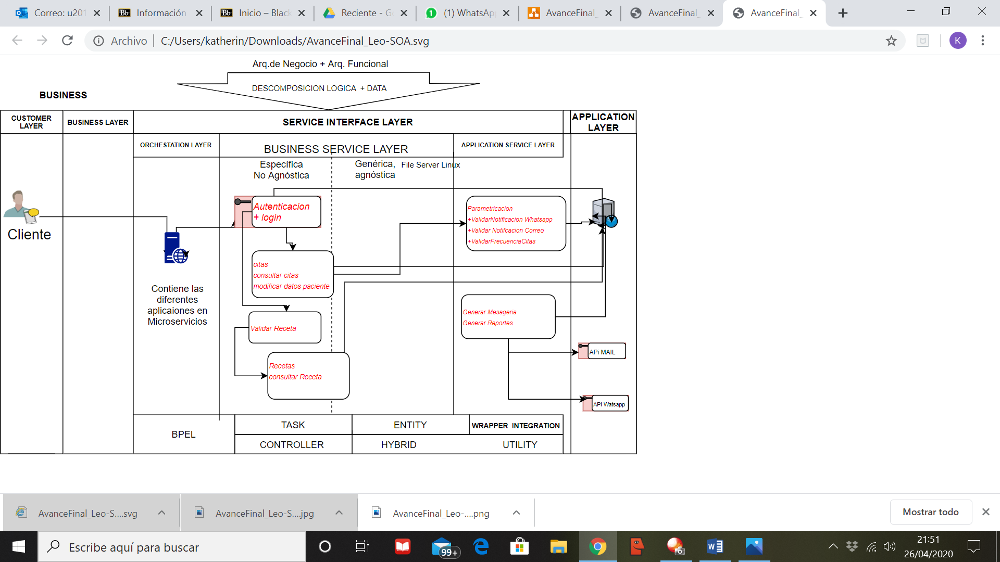 Correo: u201
Información
Inicio – Black
Reciente - Go
(1) WhatsApp
AvanceFinal_
AvanceFinal_
AvanceFinal_
Archivo
C:/Users/katherin/Downloads/AvanceFinal_Leo-SOA.svg
K
Arq.de Negocio + Arq. Funcional
DESCOMPOSICION LOGICA + DATA
BUSINESS
CUSTOMER
LAYER
BUSINESS LAYER
SERVICE INTERFACE LAYER
APPLICATION
LAYER
ORCHESTATION LAYER
BUSINESS SERVICE LAYER
APPLICATION SERVICE LAYER
Específica
No Agnóstica
Genérica,
agnóstica
File Server Linux
Autenticacion
+ login
Parametricacion
+ValidarNotificacion Whatsapp
+Validar Notifcacion Correo
+ValidarFrecuenciaCitas
Cliente
citas
consultar citas
modificar datos paciente
Contiene las
diferentes
aplicaiones en
Microservicios
Generar Mesageria
Generar Reportes
Validar Receta
APi MAIL
Recetas
consultar Receta
API Watsapp
BPEL
TASK
ENTITY
WRAPPER INTEGRATION
CONTROLLER
HYBRID
UTILITY
AvanceFinal_Leo-S....svg
AvanceFinal_Leo-S....jpg
AvanceFinal_Leo-....png
Mostrar todo
Escribe aquí para buscar
99+
21:51
26/04/2020